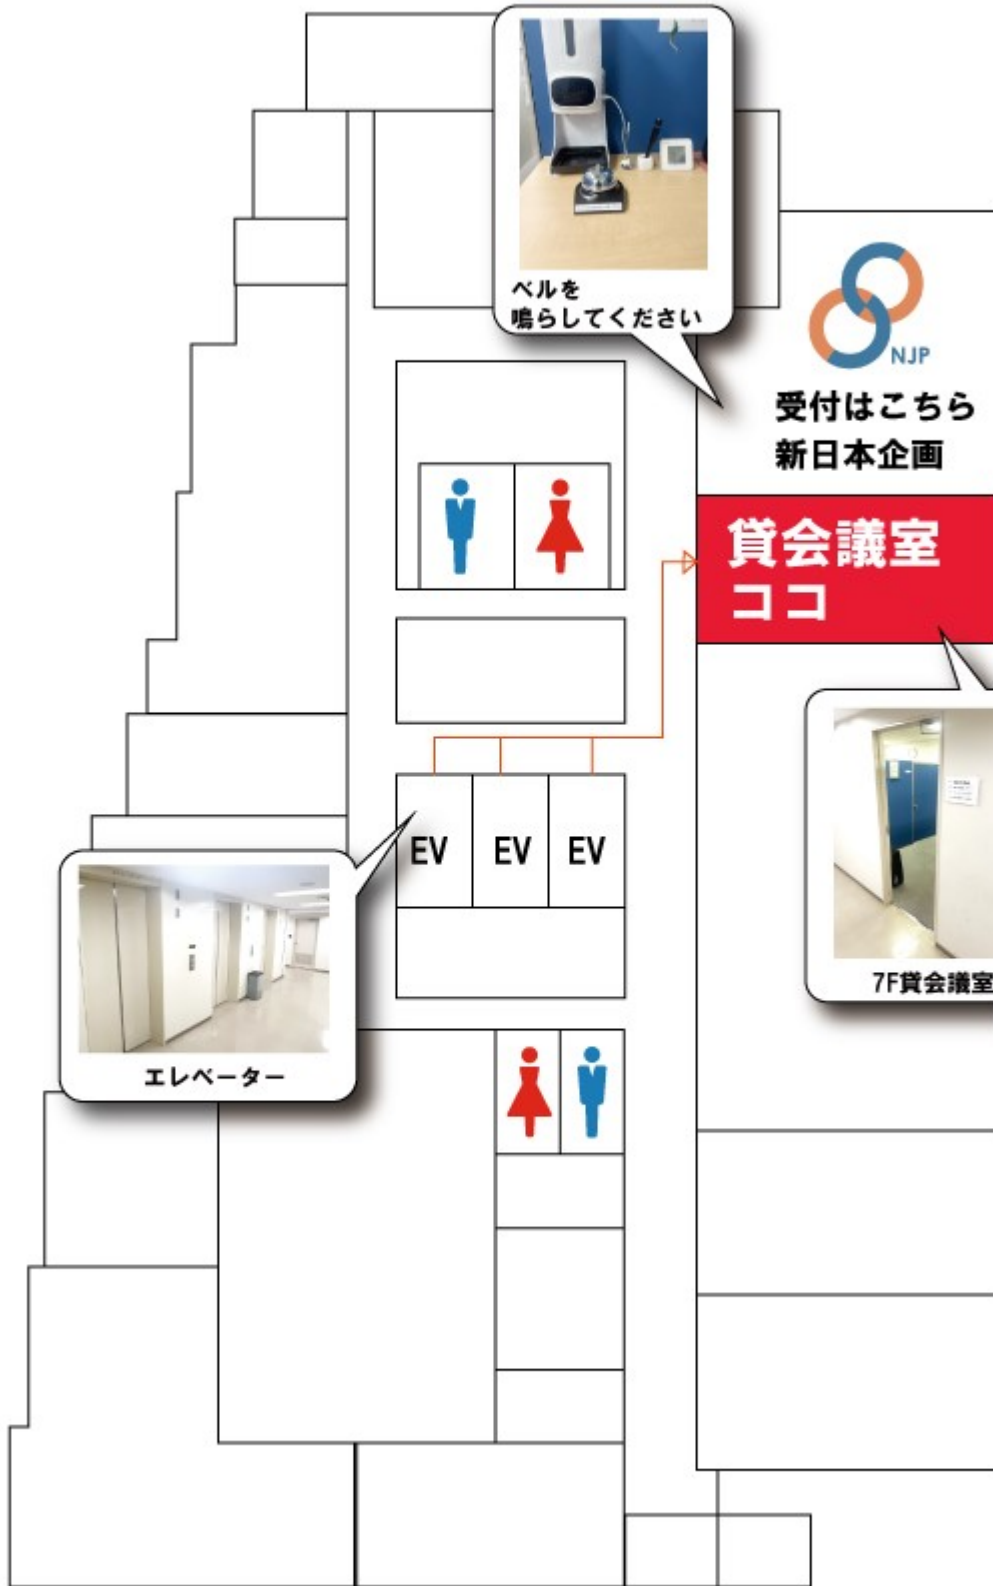 ベルを
鳴らしてください
NJP
受付はこちら
新日本企画
貸会議室
ココ
EV
EV
EV
7F貸会議室
エレベーター